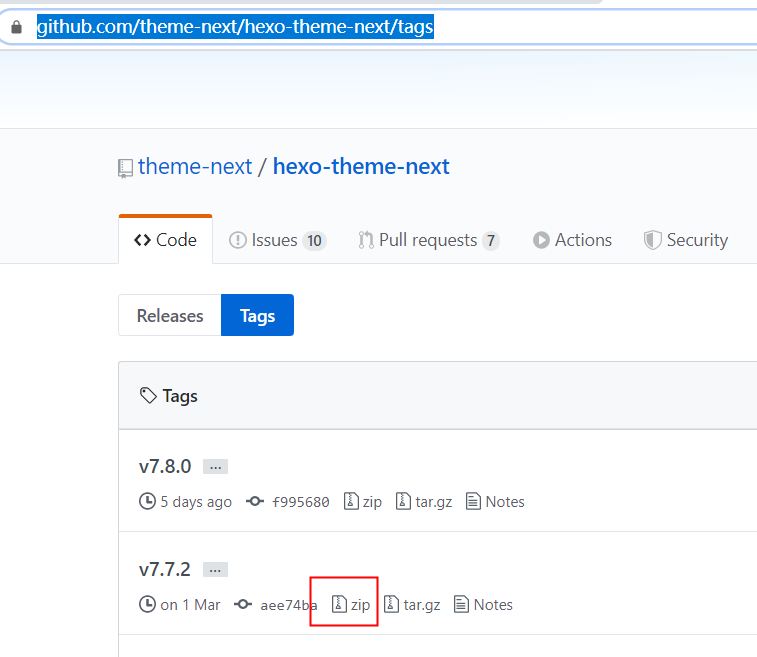 github.com/theme-next/hexo-theme-next/tags
theme-next / hexo-theme-next
Code Issues 10 Pull requests 7 Actions Security
Releases Tags
Tags
v7.8.0 ...
5 days ago f995680 zip tar.gz Notes
v7.7.2 ...
on 1 Mar aee74ba zip tar.gz Notes